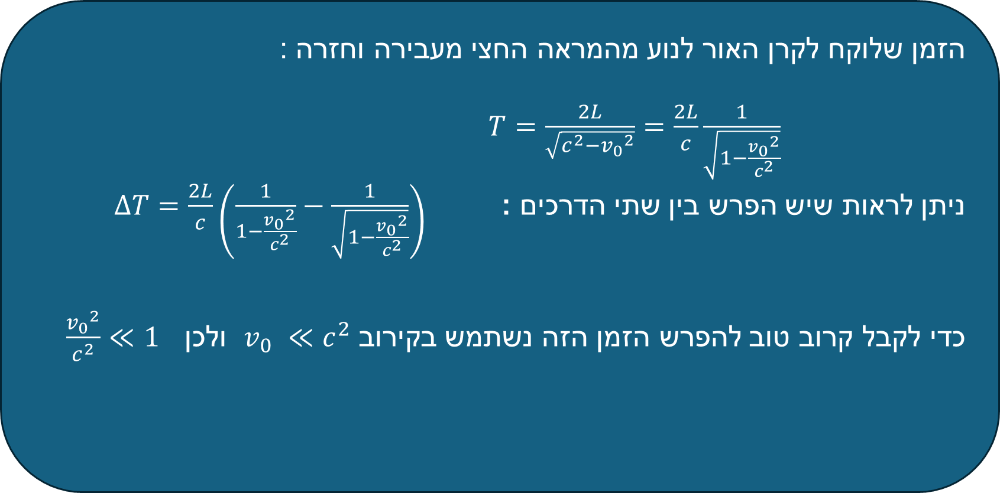 הזמן שלוקח לקרן האור לנוע מהמראה החצי מעבירה וחזרה :
$T = \frac{2L}{\sqrt{c^2 - {v_0}^2}} = \frac{2L}{c} \frac{1}{\sqrt{1 - \frac{{v_0}^2}{c^2}}}$
ניתן לראות שיש הפרש בין שתי הדרכים : $\Delta T = \frac{2L}{c} \left( \frac{1}{1 - \frac{{v_0}^2}{c^2}} - \frac{1}{\sqrt{1 - \frac{{v_0}^2}{c^2}}} \right)$
כדי לקבל קרוב טוב להפרש הזמן הזה נשתמש בקירוב $v_0 \ll c^2$ ולכן $\frac{{v_0}^2}{c^2} \ll 1$